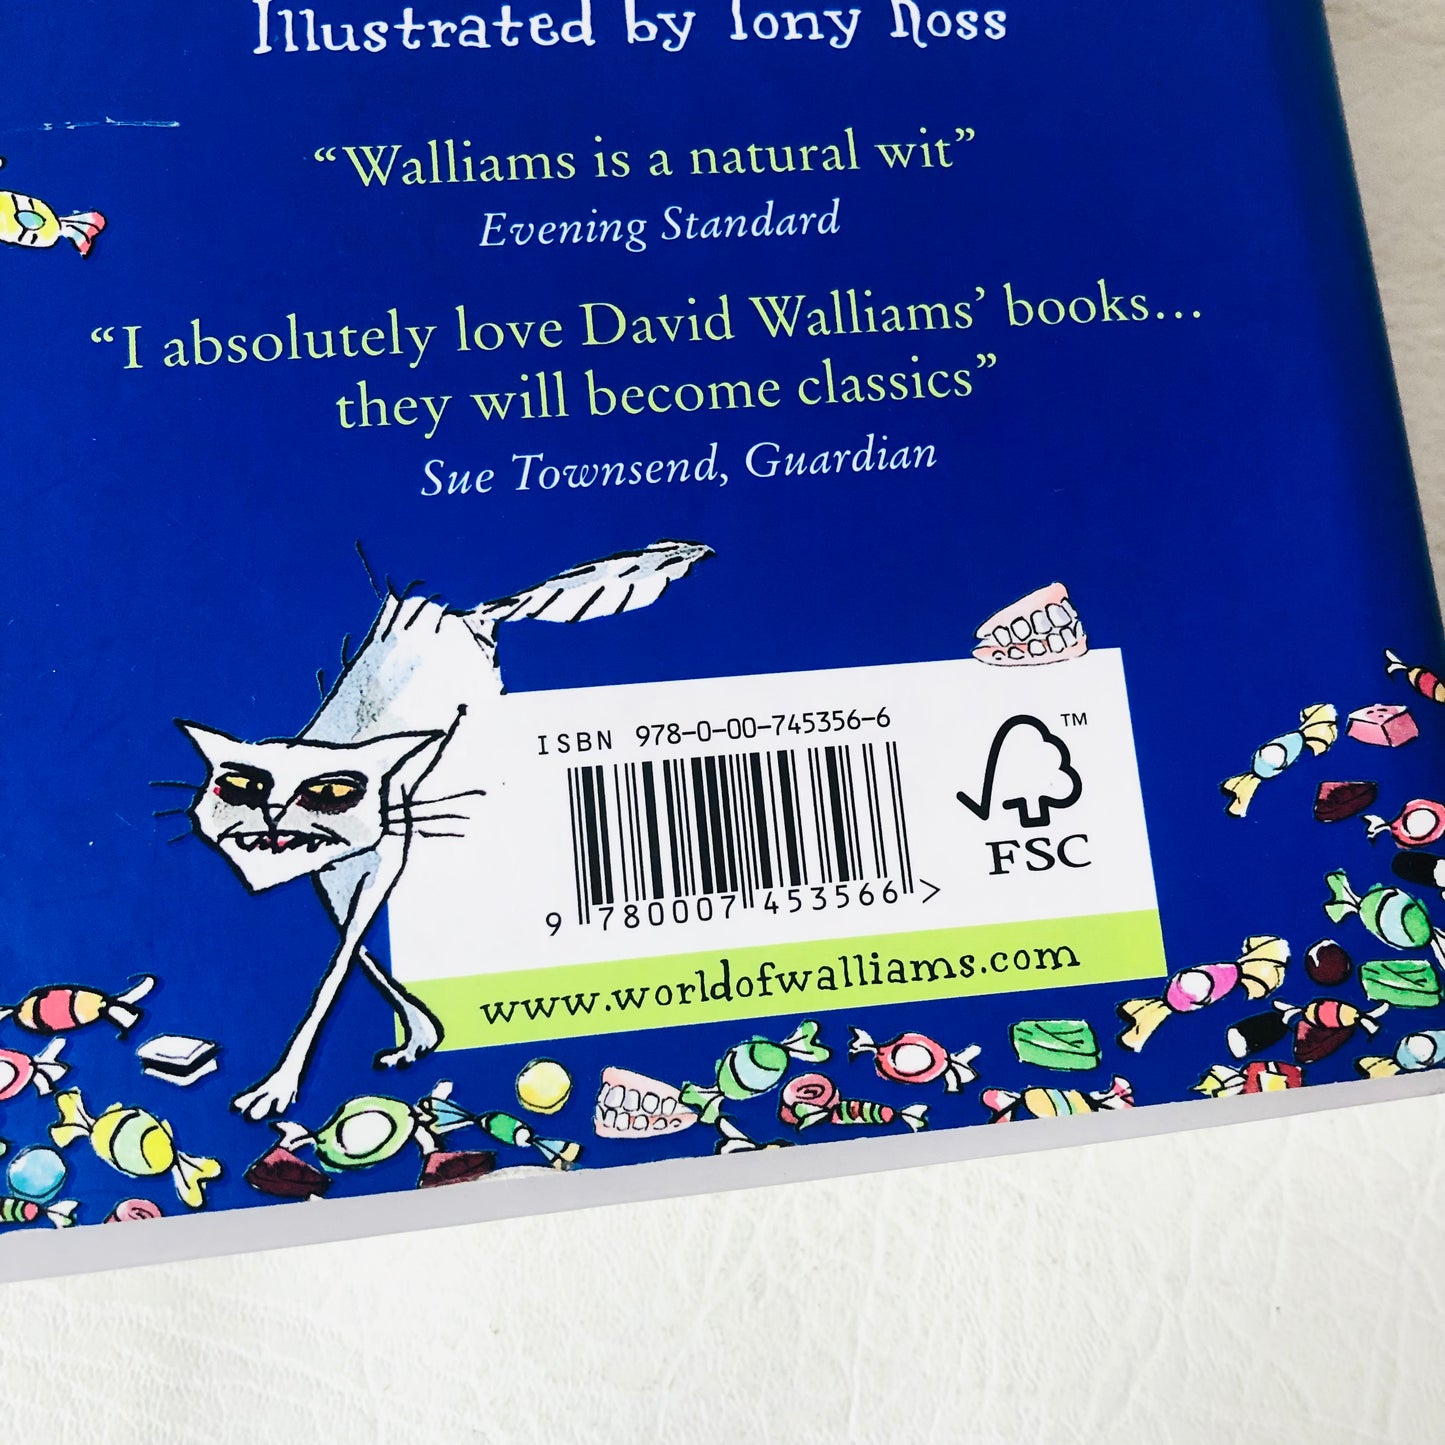 Illustrated by Tony Ross
“Walliams is a natural wit”
Evening Standard
“I absolutely love David Walliams’ books...
they will become classics”
Sue Townsend, Guardian
ISBN 978-0-00-745356-6
9 780007 453566 >
TM
FSC
www.worldofwalliams.com